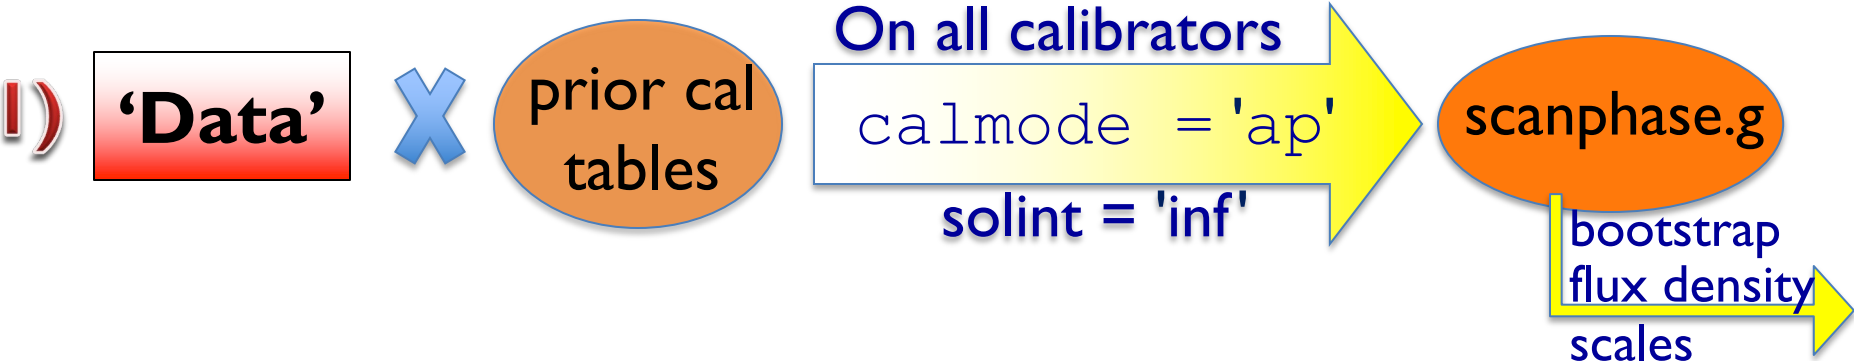 1)
‘Data’
prior cal
tables
On all calibrators
calmode = 'ap'
solint = 'inf'
scanphase.g
bootstrap
flux density
scales